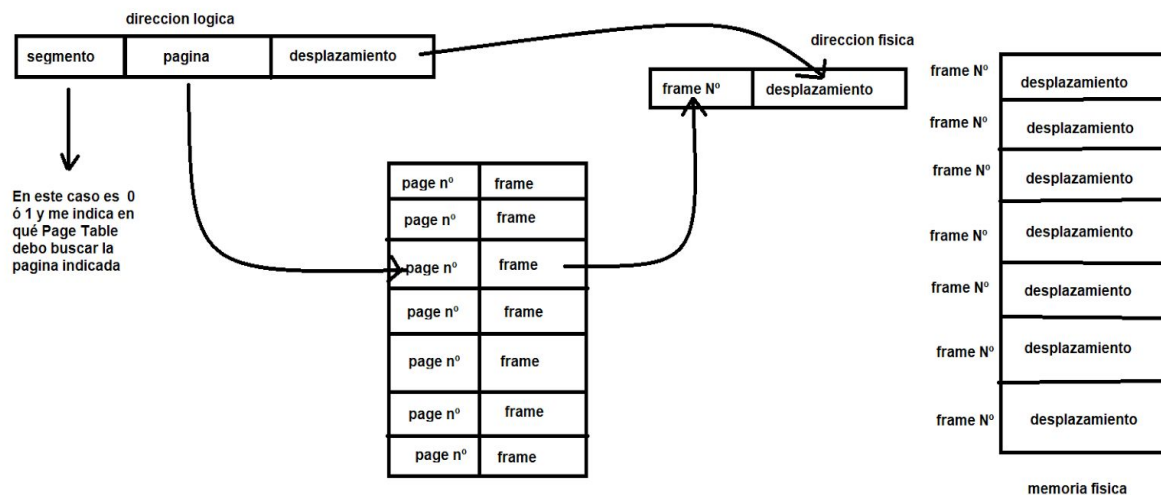 direccion logica
segmento
pagina
desplazamiento
direccion fisica
frame Nº
desplazamiento
En este caso es 0
ó 1 y me indica en
qué Page Table
debo buscar la
pagina indicada
page nº
frame
page nº
frame
page nº
frame
page nº
frame
page nº
frame
page nº
frame
page nº
frame
frame Nº
desplazamiento
frame Nº
desplazamiento
frame Nº
desplazamiento
frame Nº
desplazamiento
frame Nº
desplazamiento
frame Nº
desplazamiento
frame Nº
desplazamiento
memoria fisica